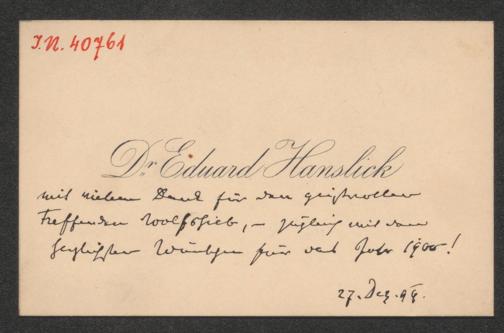 I.N. 40761
Dr. Eduard Hanslick
mit vielem Dank für den geistvollen
treffenden Wolfshieb, – zugleich mit den
herzlichsten Wünschen für das Jahr 1900!
27. Dez. 99.